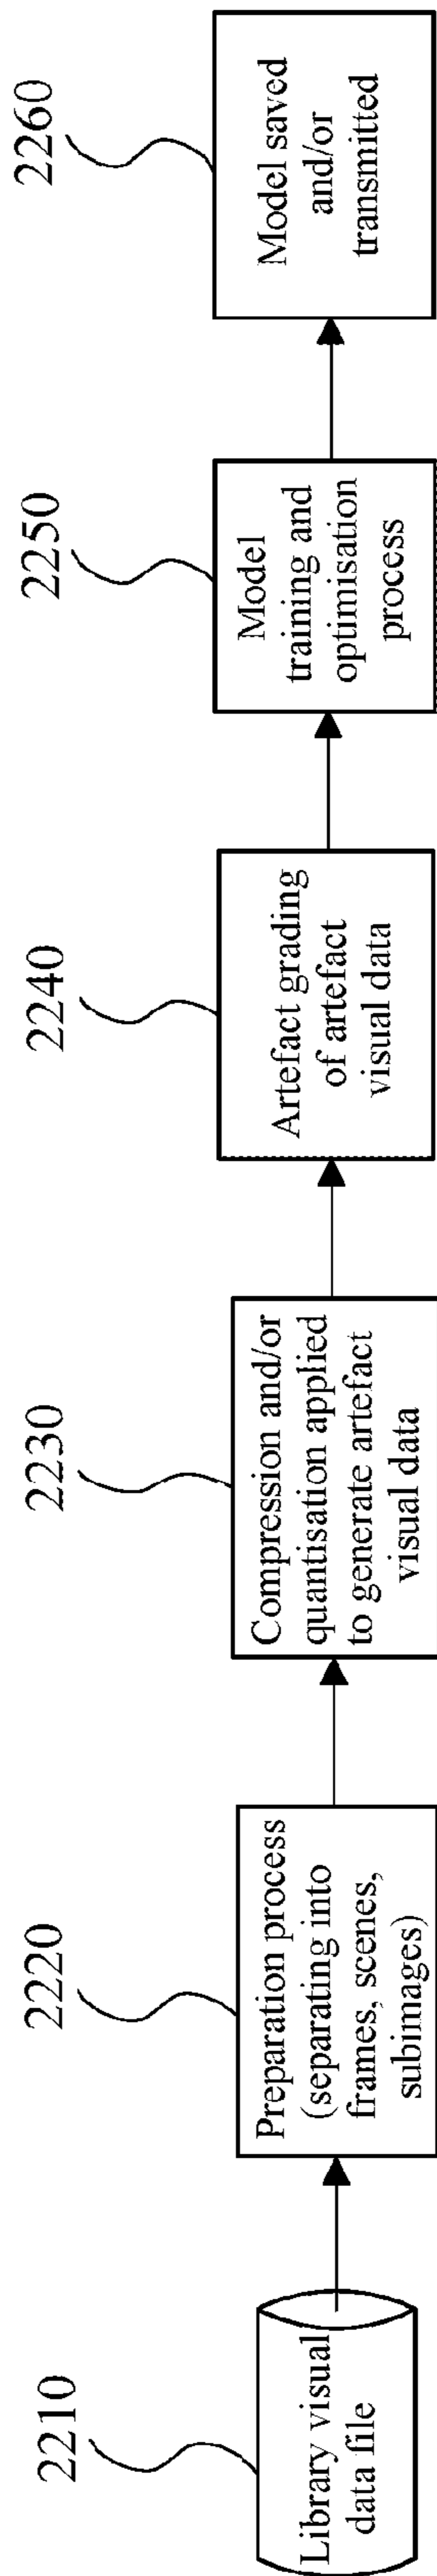 2210
Library visual
data file
2220
Preparation process
(separating into
frames, scenes,
subimages)
2230
Compression and/or
quantisation applied
to generate artefact
visual data
2240
Artefact grading
of artefact
visual data
2250
Model
training and
optimisation
process
2260
Model saved
and/or
transmitted